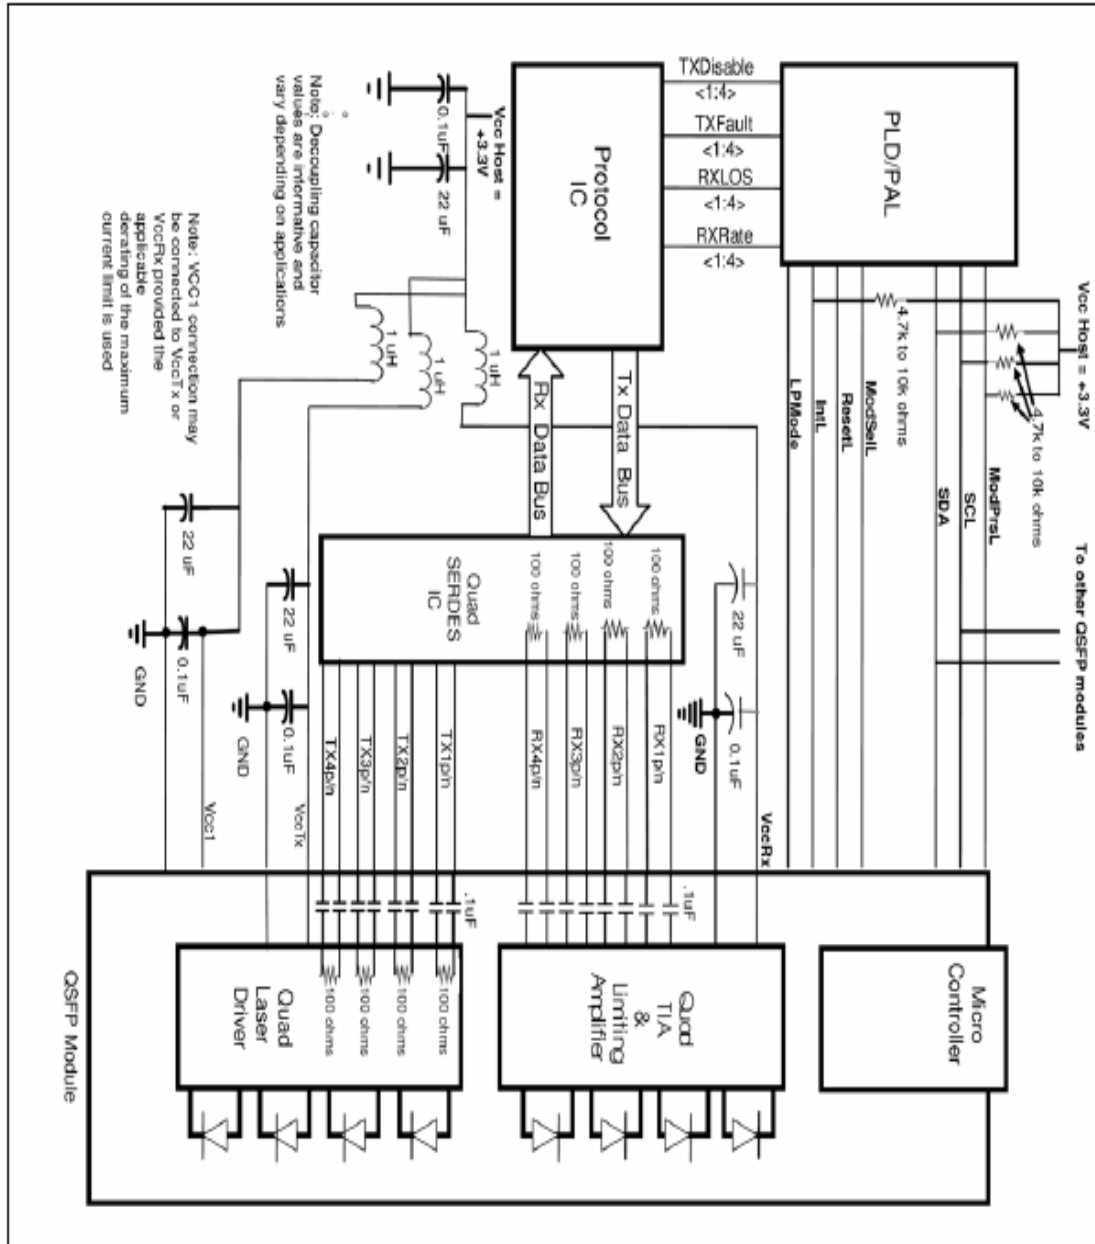 TXDisable
<1:4>
TXFault
<1:4>
RXLOS
<1:4>
RXRate
<1:4>
PLD/PAL
Protocol
IC
Vcc Host =
+3.3V
0.1uF
22 uF
Note: Decoupling capacitor
values are informative and
vary depending on applications
Note: VCC1 connection may
be connected to VccTx or
VccRx provided the
applicable
derating of the maximum
current limit is used
1 uH
1 uH
1 uH
Rx Data Bus
Tx Data Bus
Vcc Host = +3.3V
4.7k to 10k ohms
4.7k to 10k ohms
LPMode
IntL
ResetL
ModSelL
SDA
SCL
ModPrsL
To other QSFP modules
Quad
SERDES
IC
100 ohms
100 ohms
100 ohms
100 ohms
22 uF
0.1uF
GND
Vcc1
22 uF
0.1uF
GND
VccTx
TX4p/n
TX3p/n
TX2p/n
TX1p/n
RX4p/n
RX3p/n
RX2p/n
RX1p/n
22 uF
0.1uF
GND
VccRx
.1uF
.1uF
QSFP Module
Quad
Laser
Driver
100 ohms
100 ohms
100 ohms
100 ohms
Quad
TIA
&
Limiting
Amplifier
Micro
Controller